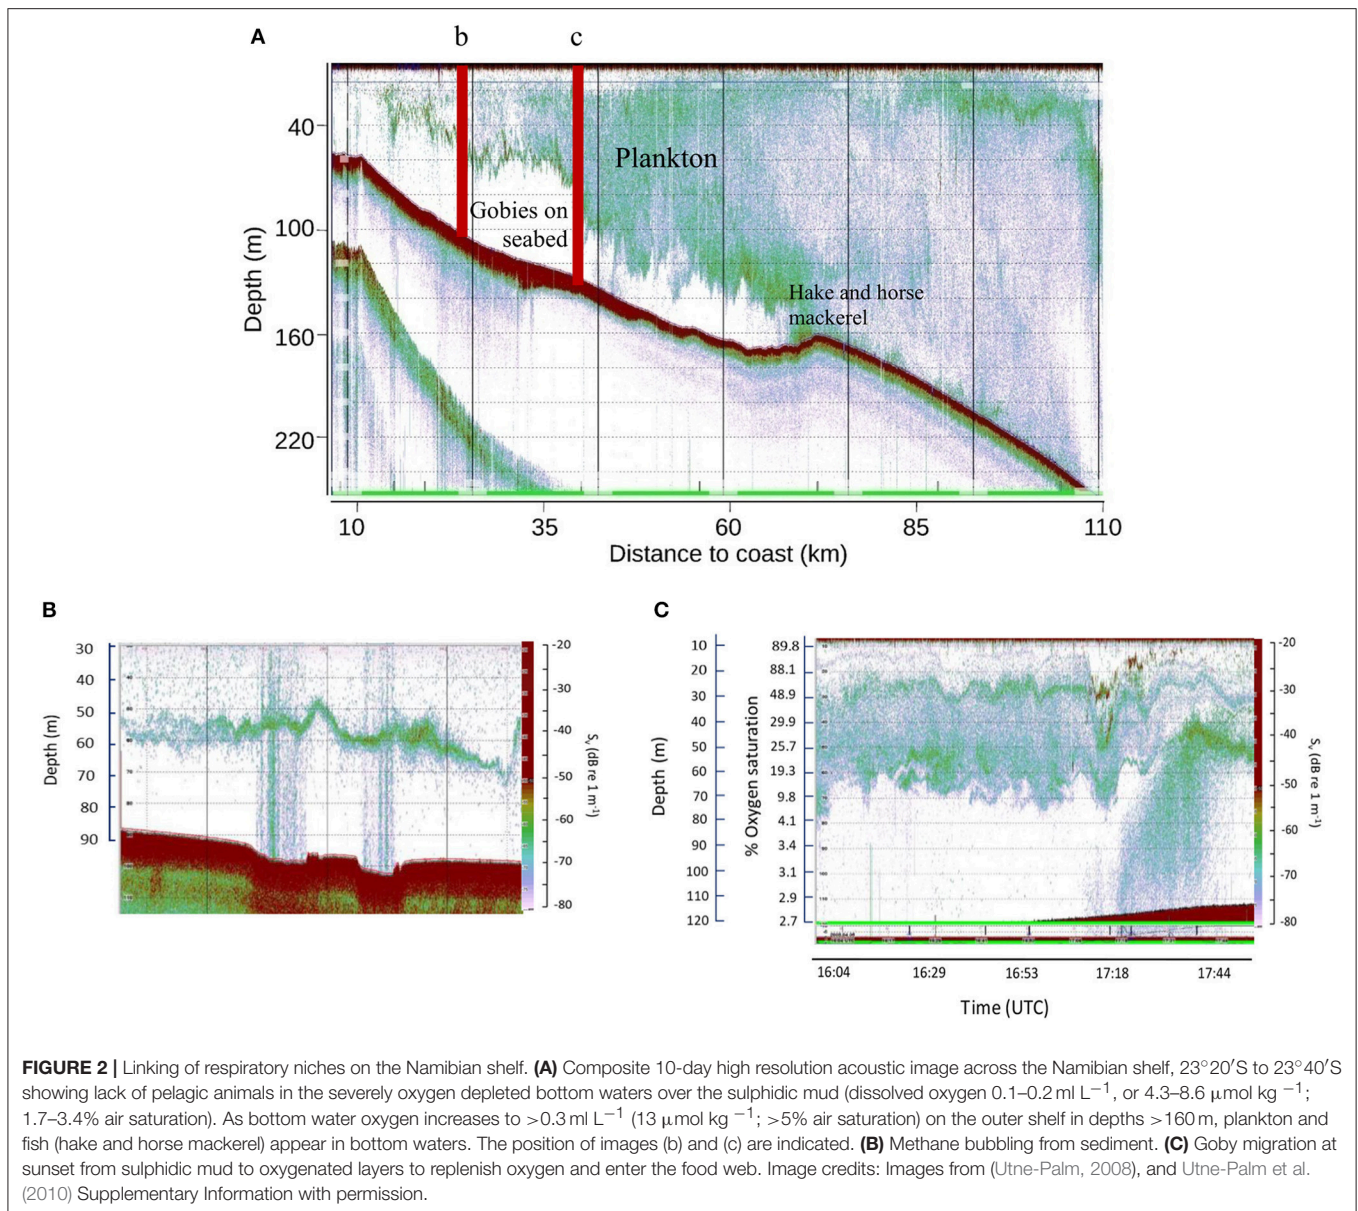 A
b
c
40
100
160
220
Depth (m)
Plankton
Gobies on
seabed
Hake and horse
mackerel
10
35
60
85
110
Distance to coast (km)
B
30
40
50
60
70
80
90
Depth (m)
-20
-30
-40
-50
-60
-70
-80
Sv (dB re 1 m-1)
C
10
20
30
40
50
60
70
80
90
100
110
120
Depth (m)
89.8
88.1
48.9
29.9
25.7
19.3
9.8
4.1
3.4
3.1
2.9
2.7
% Oxygen saturation
-20
-30
-40
-50
-60
-70
-80
Sv (dB re 1 m-1)
16:04
16:29
16:53
17:18
17:44
Time (UTC)
FIGURE 2 | Linking of respiratory niches on the Namibian shelf. (A) Composite 10-day high resolution acoustic image across the Namibian shelf, 23°20′S to 23°40′S
showing lack of pelagic animals in the severely oxygen depleted bottom waters over the sulphidic mud (dissolved oxygen 0.1–0.2 ml L−1, or 4.3–8.6 μmol kg −1;
1.7–3.4% air saturation). As bottom water oxygen increases to >0.3 ml L−1 (13 μmol kg −1; >5% air saturation) on the outer shelf in depths >160 m, plankton and
fish (hake and horse mackerel) appear in bottom waters. The position of images (b) and (c) are indicated. (B) Methane bubbling from sediment. (C) Goby migration at
sunset from sulphidic mud to oxygenated layers to replenish oxygen and enter the food web. Image credits: Images from (Utne-Palm, 2008), and Utne-Palm et al.
(2010) Supplementary Information with permission.